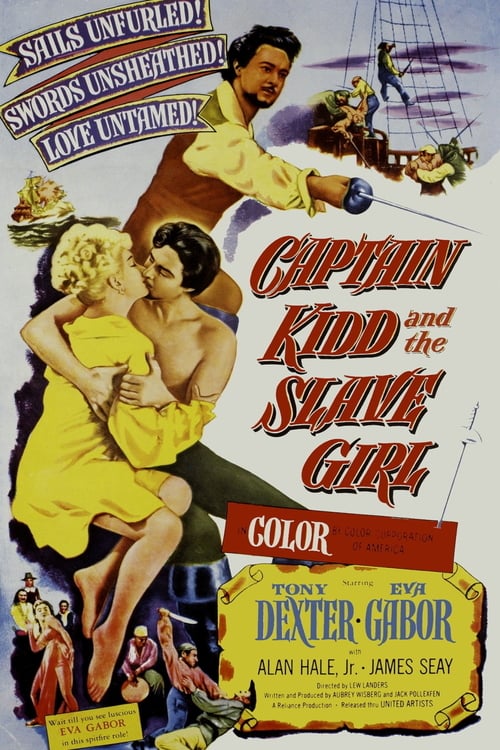 SAILS UNFURLED!
SWORDS UNSHEATHED!
LOVE UNTAMED!
CAPTAIN
KIDD and the
SLAVE
GIRL
IN COLOR BY COLOR CORPORATION
OF AMERICA
Starring
TONY EVA
DEXTER · GABOR
with
ALAN HALE, Jr. · JAMES SEAY
Directed by LEW LANDERS
Written and Produced by AUBREY WISBERG and JACK POLLEXFEN
A Reliance Production · Released thru UNITED ARTISTS
Wait till you see luscious
EVA GABOR
in this spitfire role!